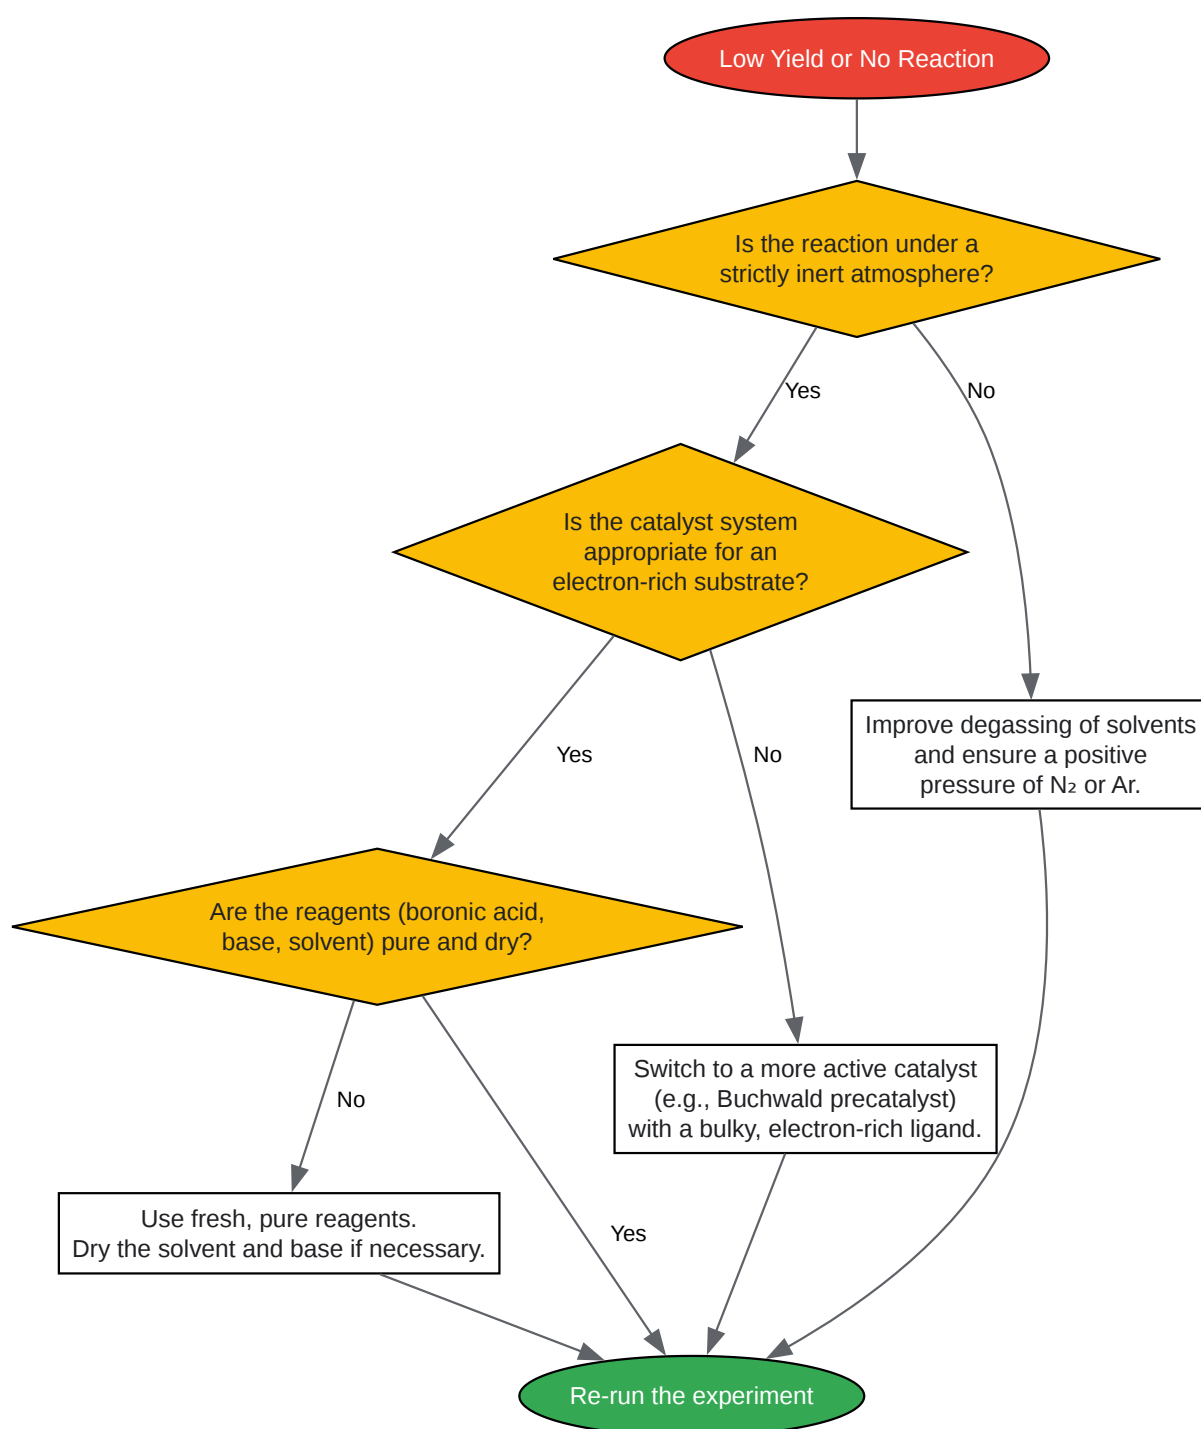 Low Yield or No Reaction
Is the reaction under a
strictly inert atmosphere?
Yes
No
Is the catalyst system
appropriate for an
electron-rich substrate?
Improve degassing of solvents
and ensure a positive
pressure of N₂ or Ar.
Yes
No
Are the reagents (boronic acid,
base, solvent) pure and dry?
Switch to a more active catalyst
(e.g., Buchwald precatalyst)
with a bulky, electron-rich ligand.
No
Use fresh, pure reagents.
Dry the solvent and base if necessary.
Yes
Re-run the experiment